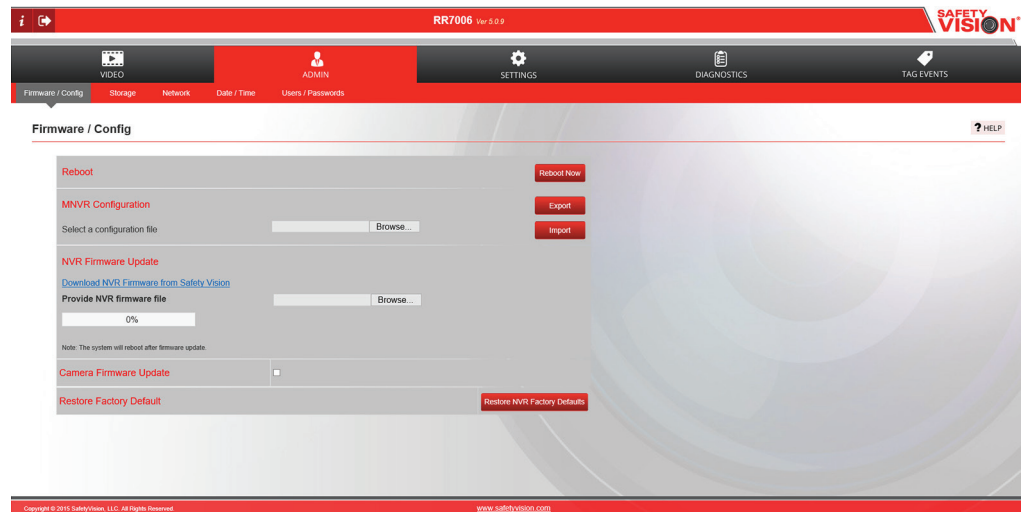 i
RR7006 Ver 5.0.9
SAFETY VISION®
VIDEO ADMIN SETTINGS DIAGNOSTICS TAG EVENTS
Firmware / Config Storage Network Date / Time Users / Passwords
Firmware / Config ? HELP
Reboot Reboot Now
MNVR Configuration Export
Select a configuration file Browse... Import
NVR Firmware Update
Download NVR Firmware from Safety Vision
Provide NVR firmware file Browse...
0%
Note: The system will reboot after firmware update.
Camera Firmware Update
Restore Factory Default Restore NVR Factory Defaults
Copyright © 2015 SafetyVision, LLC. All Rights Reserved. www.safetyvision.com